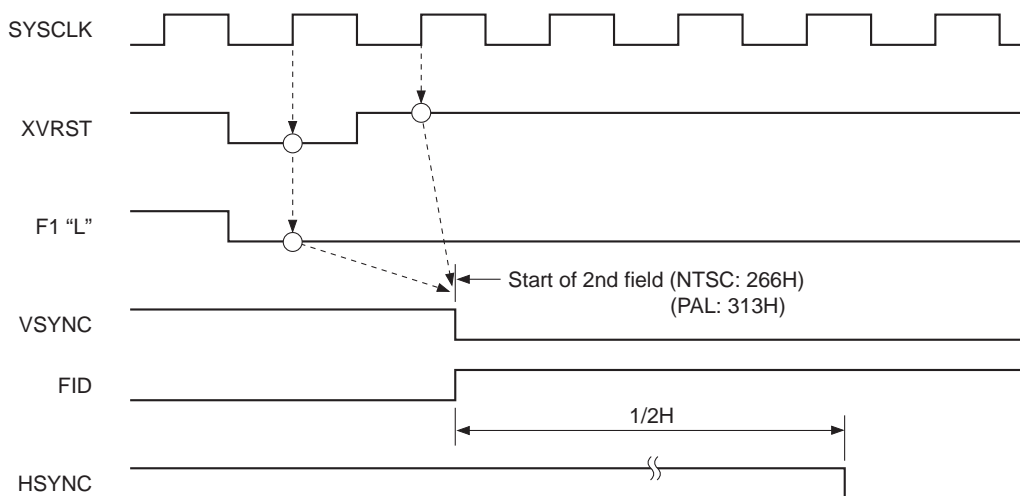 SYSCLK
XVRST
F1 “L”
Start of 2nd field (NTSC: 266H)
(PAL: 313H)
VSYNC
FID
1/2H
HSYNC